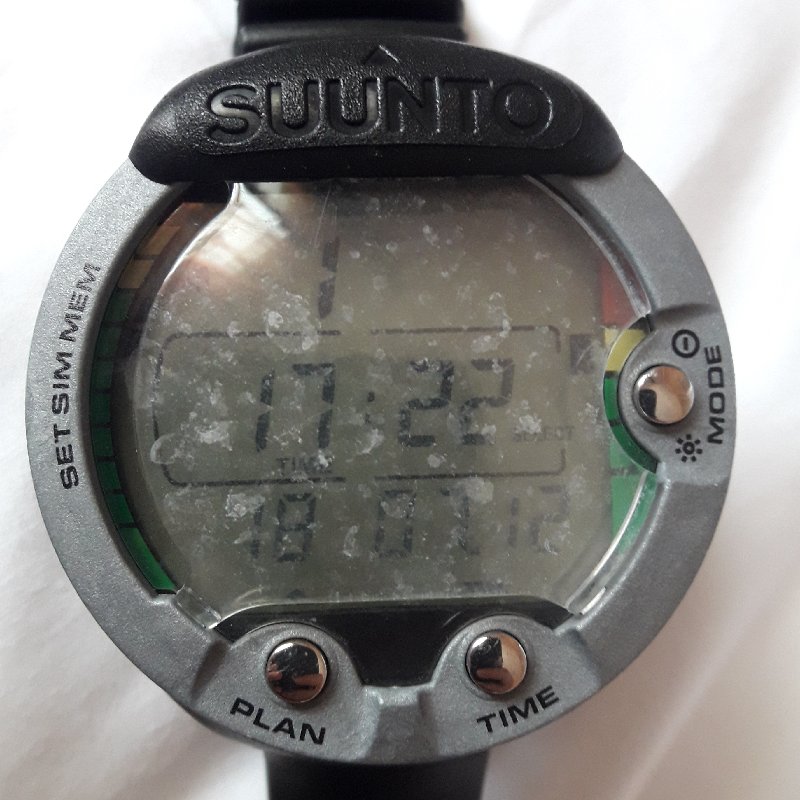 SUUNTO
SET SIM MEM
17:22
SELECT
TIME
18 07 12
MODE
PLAN
TIME